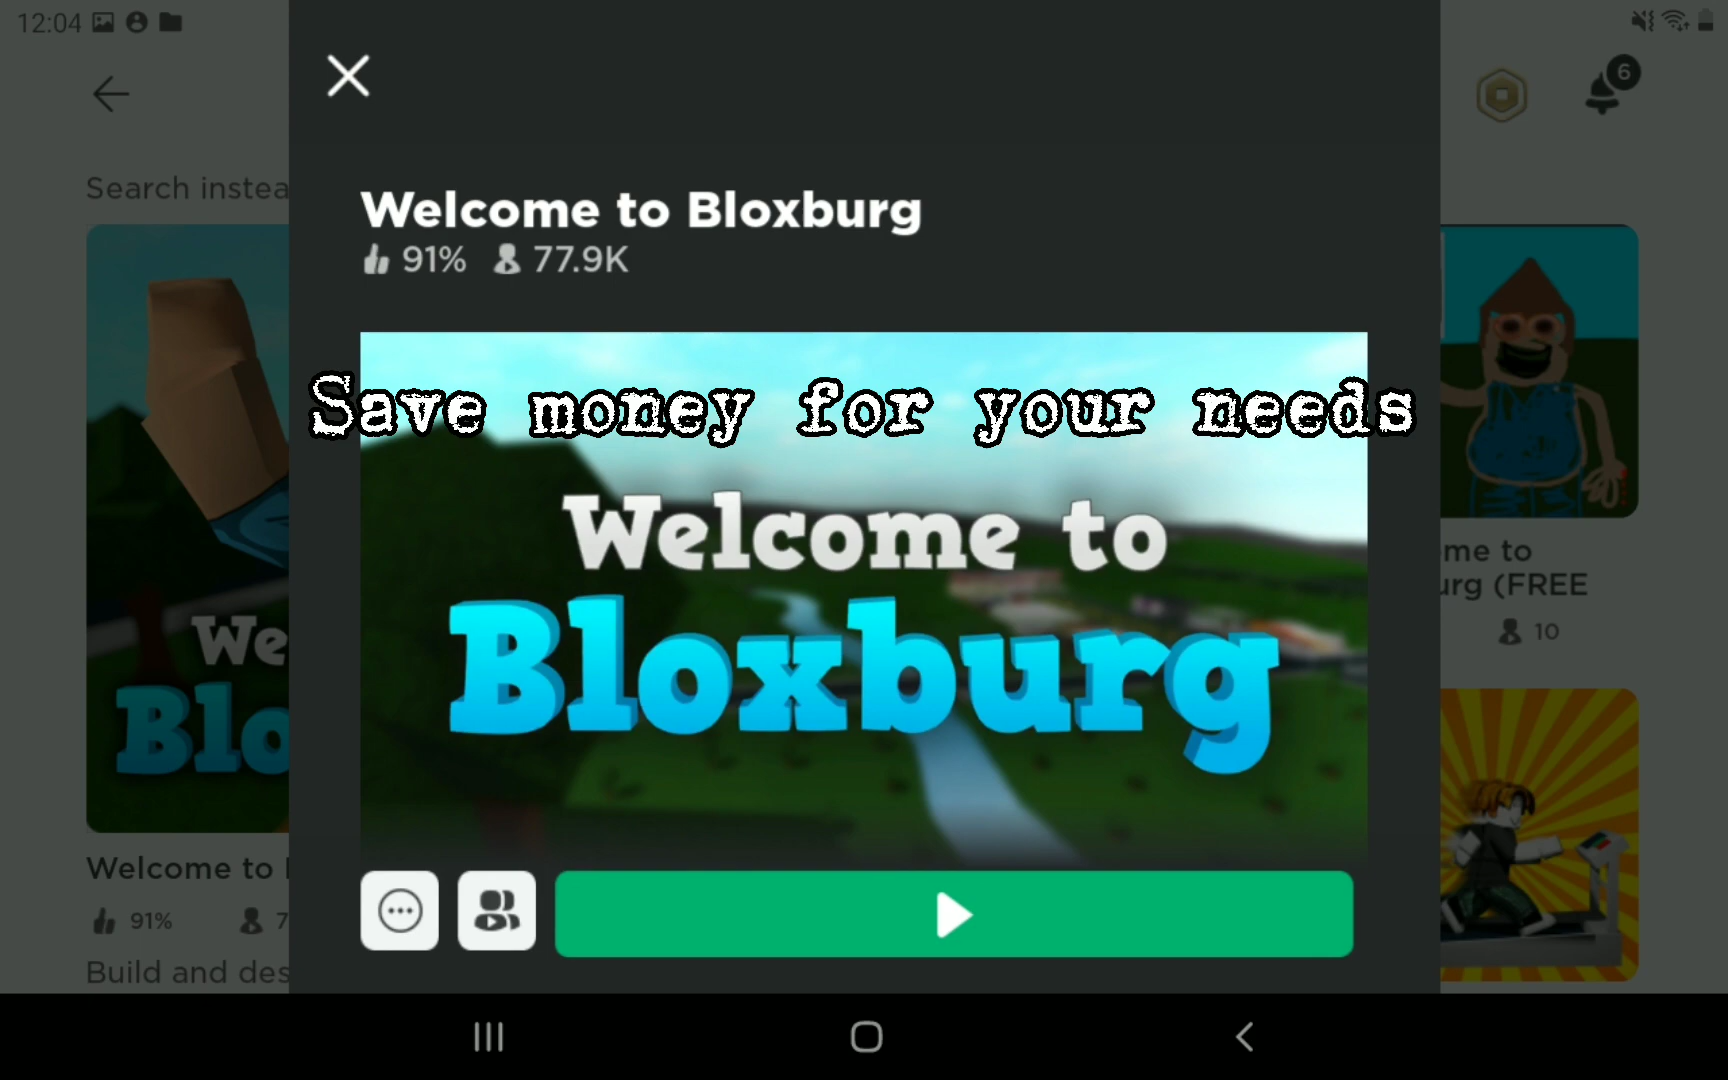 12:04
6
Search instea
Welcome to Bloxburg
91% 77.9K
Save money for your needs
Welcome to
Bloxburg
We
Blo
Welcome to
91% 7
Build and des
me to
urg (FREE
10